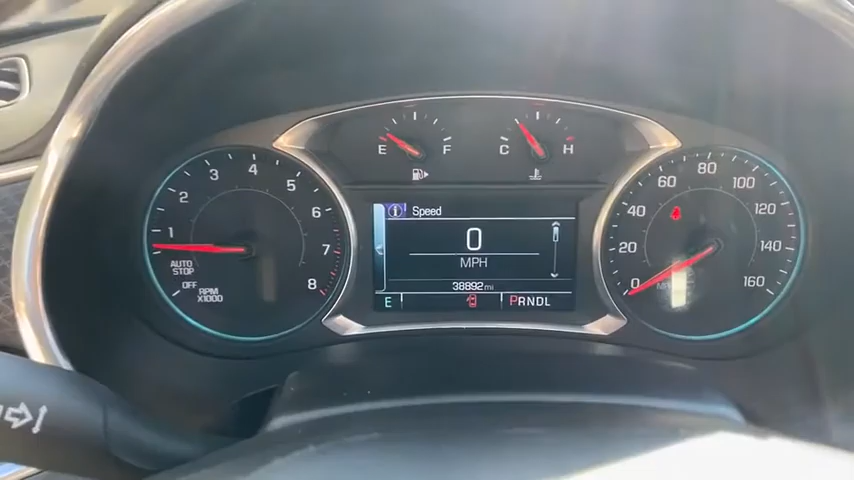 E F
C H
1 2 3 4 5 6 7 8
AUTO
STOP
OFF
RPM
X1000
i Speed
0
MPH
38892 mi
E PRNDL
0 20 40 60 80 100 120 140 160